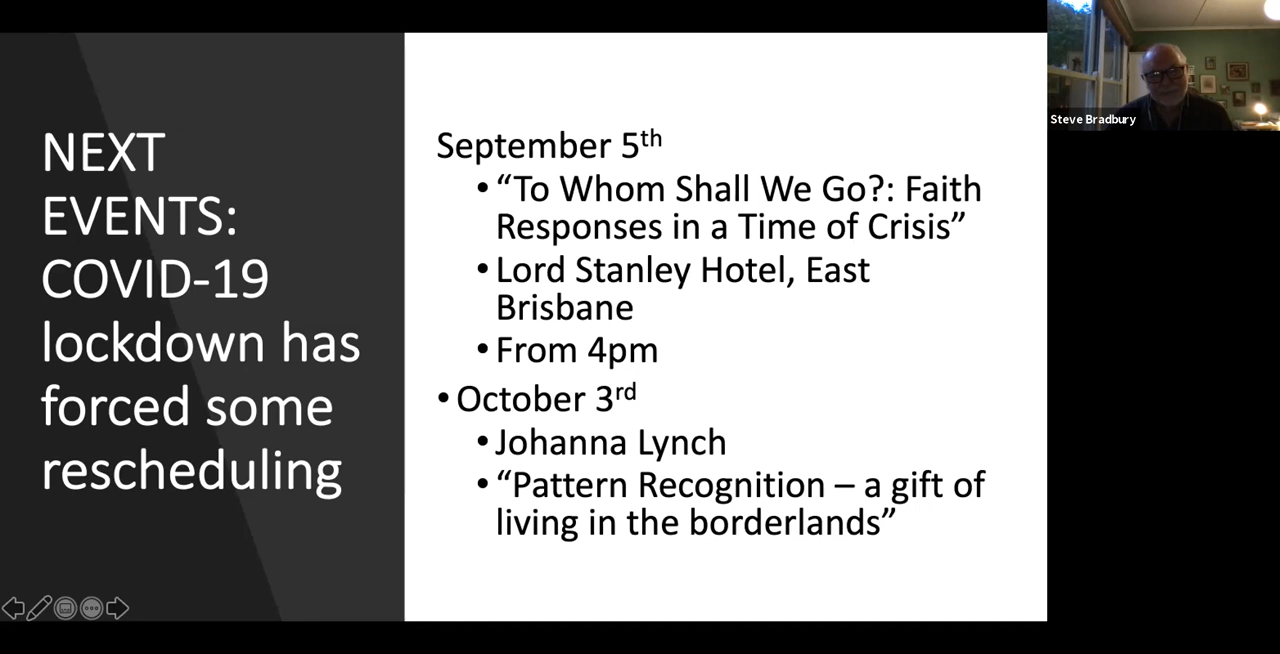 NEXT
EVENTS:
COVID-19
lockdown has
forced some
rescheduling
September 5th
• “To Whom Shall We Go?: Faith
Responses in a Time of Crisis”
• Lord Stanley Hotel, East
Brisbane
• From 4pm
• October 3rd
• Johanna Lynch
• “Pattern Recognition – a gift of
living in the borderlands”
Steve Bradbury